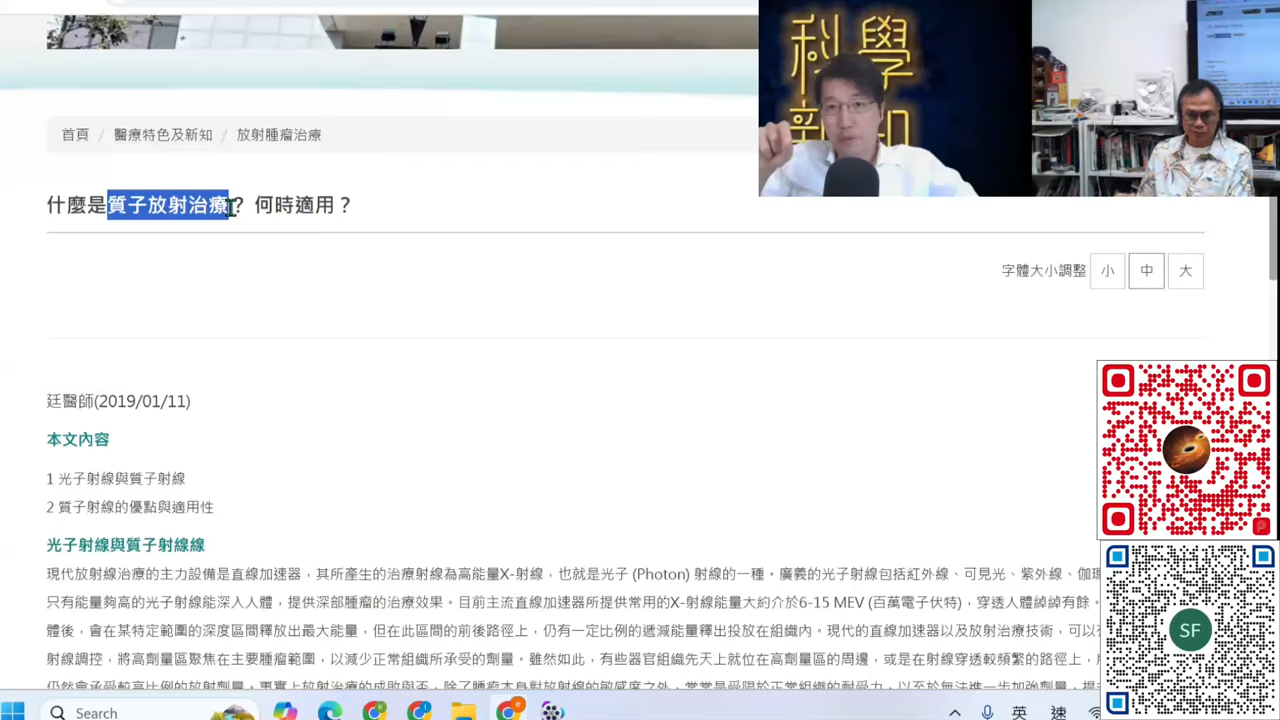 科學
新知
首頁 / 醫療特色及新知 / 放射腫瘤治療
什麼是質子放射治療? 何時適用？
字體大小調整 小 中 大
廷醫師(2019/01/11)
本文內容
1 光子射線與質子射線
2 質子射線的優點與適用性
光子射線與質子射線線
現代放射線治療的主力設備是直線加速器，其所產生的治療射線為高能量X-射線，也就是光子 (Photon) 射線的一種。廣義的光子射線包括紅外線、可見光、紫外線、伽瑪
只有能量夠高的光子射線能深入人體，提供深部腫瘤的治療效果。目前主流直線加速器所提供常用的X-射線能量大約介於6-15 MEV (百萬電子伏特)，穿透人體綽綽有餘。
體後，會在某特定範圍的深度區間釋放出最大能量，但在此區間的前後路徑上，仍有一定比例的遞減能量釋出投放在組織內。現代的直線加速器以及放射治療技術，可以
射線調控，將高劑量區聚焦在主要腫瘤範圍，以減少正常組織所承受的劑量。雖然如此，有些器官組織先天上就位在高劑量區的周邊，或是在射線穿透較頻繁的路徑上，
仍然會承受較高比例的放射劑量。
SF
Search
英 速